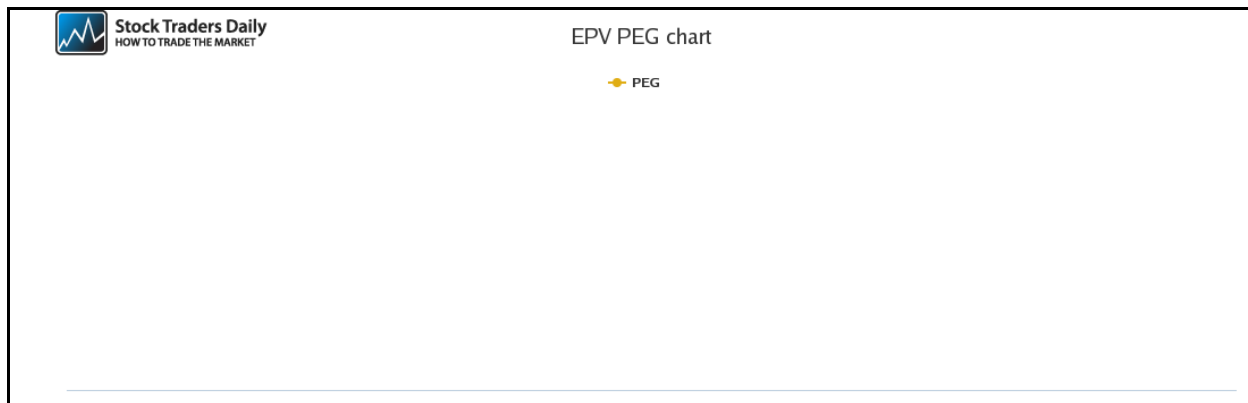 Stock Traders Daily
HOW TO TRADE THE MARKET
EPV PEG chart
PEG